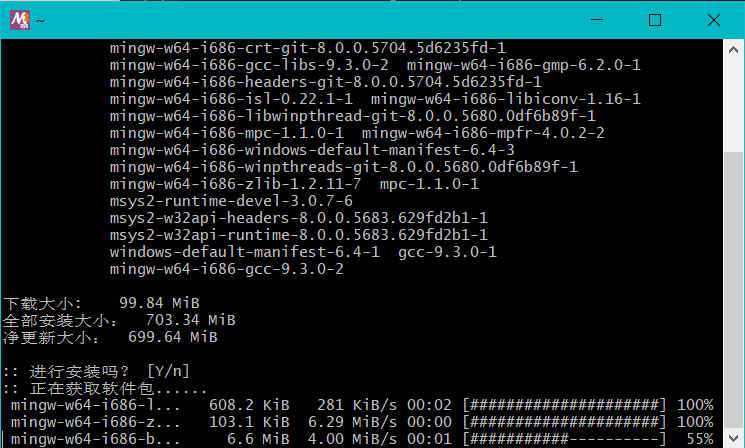 ~
mingw-w64-i686-crt-git-8.0.0.5704.5d6235fd-1
mingw-w64-i686-gcc-libs-9.3.0-2  mingw-w64-i686-gmp-6.2.0-1
mingw-w64-i686-headers-git-8.0.0.5704.5d6235fd-1
mingw-w64-i686-isl-0.22.1-1  mingw-w64-i686-libiconv-1.16-1
mingw-w64-i686-libwinpthread-git-8.0.0.5680.0df6b89f-1
mingw-w64-i686-mpc-1.1.0-1  mingw-w64-i686-mpfr-4.0.2-2
mingw-w64-i686-windows-default-manifest-6.4-3
mingw-w64-i686-winpthreads-git-8.0.0.5680.0df6b89f-1
mingw-w64-i686-zlib-1.2.11-7  mpc-1.1.0-1
msys2-runtime-devel-3.0.7-6
msys2-w32api-headers-8.0.0.5683.629fd2b1-1
msys2-w32api-runtime-8.0.0.5683.629fd2b1-1
windows-default-manifest-6.4-1  gcc-9.3.0-1
mingw-w64-i686-gcc-9.3.0-2
下载大小:    99.84 MiB
全部安装大小：  703.34 MiB
净更新大小：  699.64 MiB
:: 进行安装吗？ [Y/n]
:: 正在获取软件包......
mingw-w64-i686-l...   608.2 KiB   281 KiB/s 00:02 [#####################] 100%
mingw-w64-i686-z...   103.1 KiB  6.29 MiB/s 00:00 [#####################] 100%
mingw-w64-i686-b...     6.6 MiB  4.00 MiB/s 00:01 [###########----------]  55%